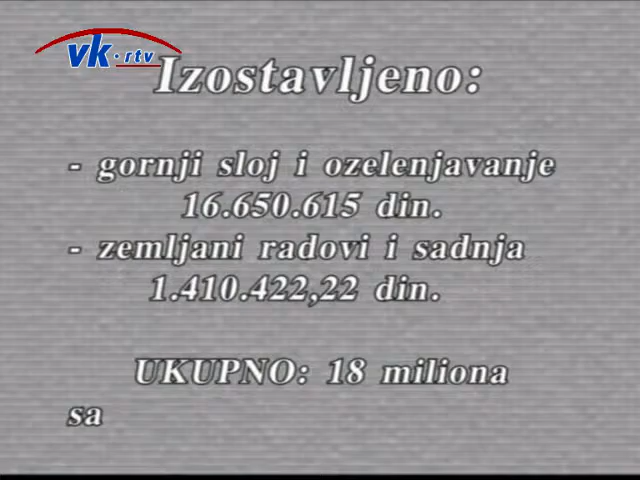 vk·rtv
Izostavljeno:
- gornji sloj i ozelenjavanje
16.650.615 din.
- zemljani radovi i sadnja
1.410.422,22 din.
UKUPNO: 18 miliona
sa